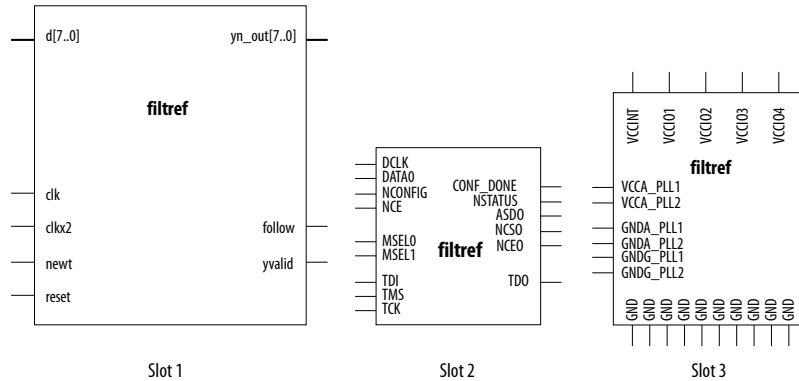 d[7..0]
yn_out[7..0]
filtref
clk
clkx2
follow
newt
yvalid
reset
Slot 1
DCLK
DATA0
NCONFIG
NCE
CONF_DONE
NSTATUS
ASDO
NCSO
NCEO
MSEL0
MSEL1
filtref
TDI
TMS
TCK
TDO
Slot 2
VCCINT
VCCIO1
VCCIO2
VCCIO3
VCCIO4
filtref
VCCA_PLL1
VCCA_PLL2
GNDA_PLL1
GNDA_PLL2
GNDG_PLL1
GNDG_PLL2
GND
GND
GND
GND
GND
GND
GND
GND
GND
Slot 3